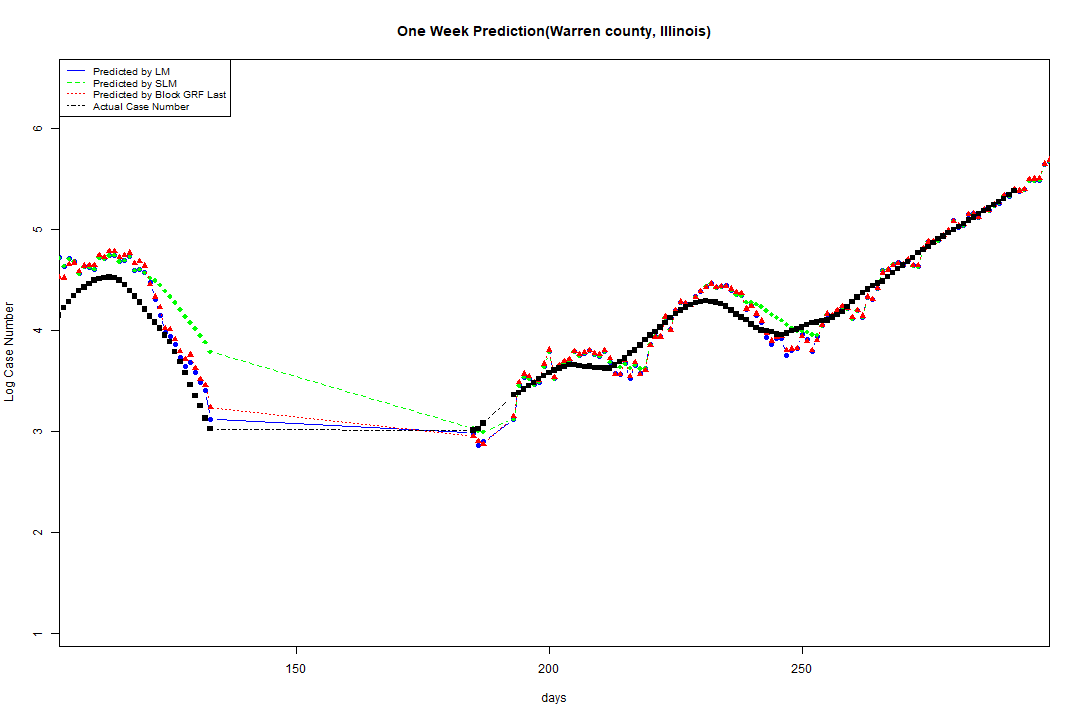 One Week Prediction(Warren county, Illinois)
Predicted by LM
Predicted by SLM
Predicted by Block GRF Last
Actual Case Number
Log Case Number
6
5
4
3
2
1
150
200
250
days